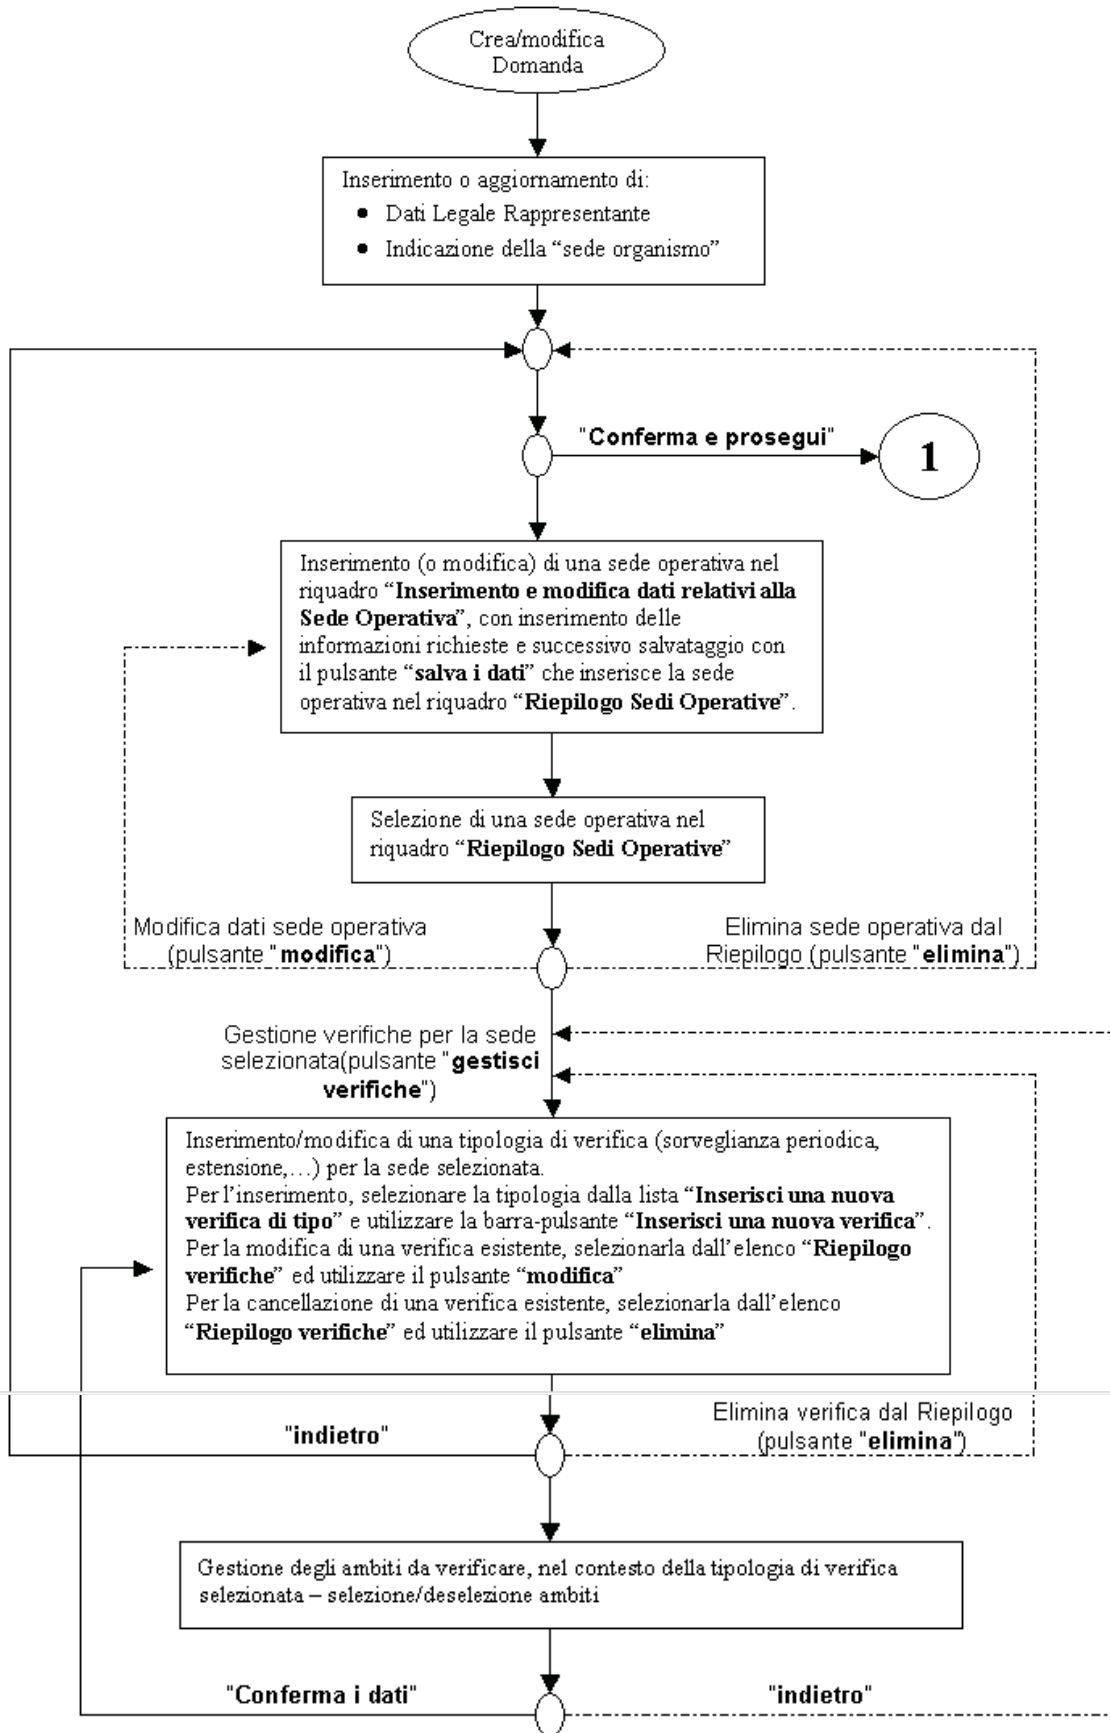 Crea/modifica
Domanda
Inserimento o aggiornamento di:
• Dati Legale Rappresentante
• Indicazione della “sede organismo”
"Conferma e prosegui"
1
Inserimento (o modifica) di una sede operativa nel
riquadro “Inserimento e modifica dati relativi alla
Sede Operativa”, con inserimento delle
informazioni richieste e successivo salvataggio con
il pulsante “salva i dati” che inserisce la sede
operativa nel riquadro “Riepilogo Sedi Operative”.
Selezione di una sede operativa nel
riquadro “Riepilogo Sedi Operative”
Modifica dati sede operativa
(pulsante "modifica")
Elimina sede operativa dal
Riepilogo (pulsante "elimina")
Gestione verifiche per la sede
selezionata(pulsante "gestisci
verifiche")
Inserimento/modifica di una tipologia di verifica (sorveglianza periodica,
estensione,…) per la sede selezionata.
Per l’inserimento, selezionare la tipologia dalla lista “Inserisci una nuova
verifica di tipo” e utilizzare la barra-pulsante “Inserisci una nuova verifica”.
Per la modifica di una verifica esistente, selezionarla dall’elenco “Riepilogo
verifiche” ed utilizzare il pulsante “modifica”
Per la cancellazione di una verifica esistente, selezionarla dall’elenco
“Riepilogo verifiche” ed utilizzare il pulsante “elimina”
"indietro"
Elimina verifica dal Riepilogo
(pulsante "elimina")
Gestione degli ambiti da verificare, nel contesto della tipologia di verifica
selezionata – selezione/deselezione ambiti
"Conferma i dati"
"indietro"